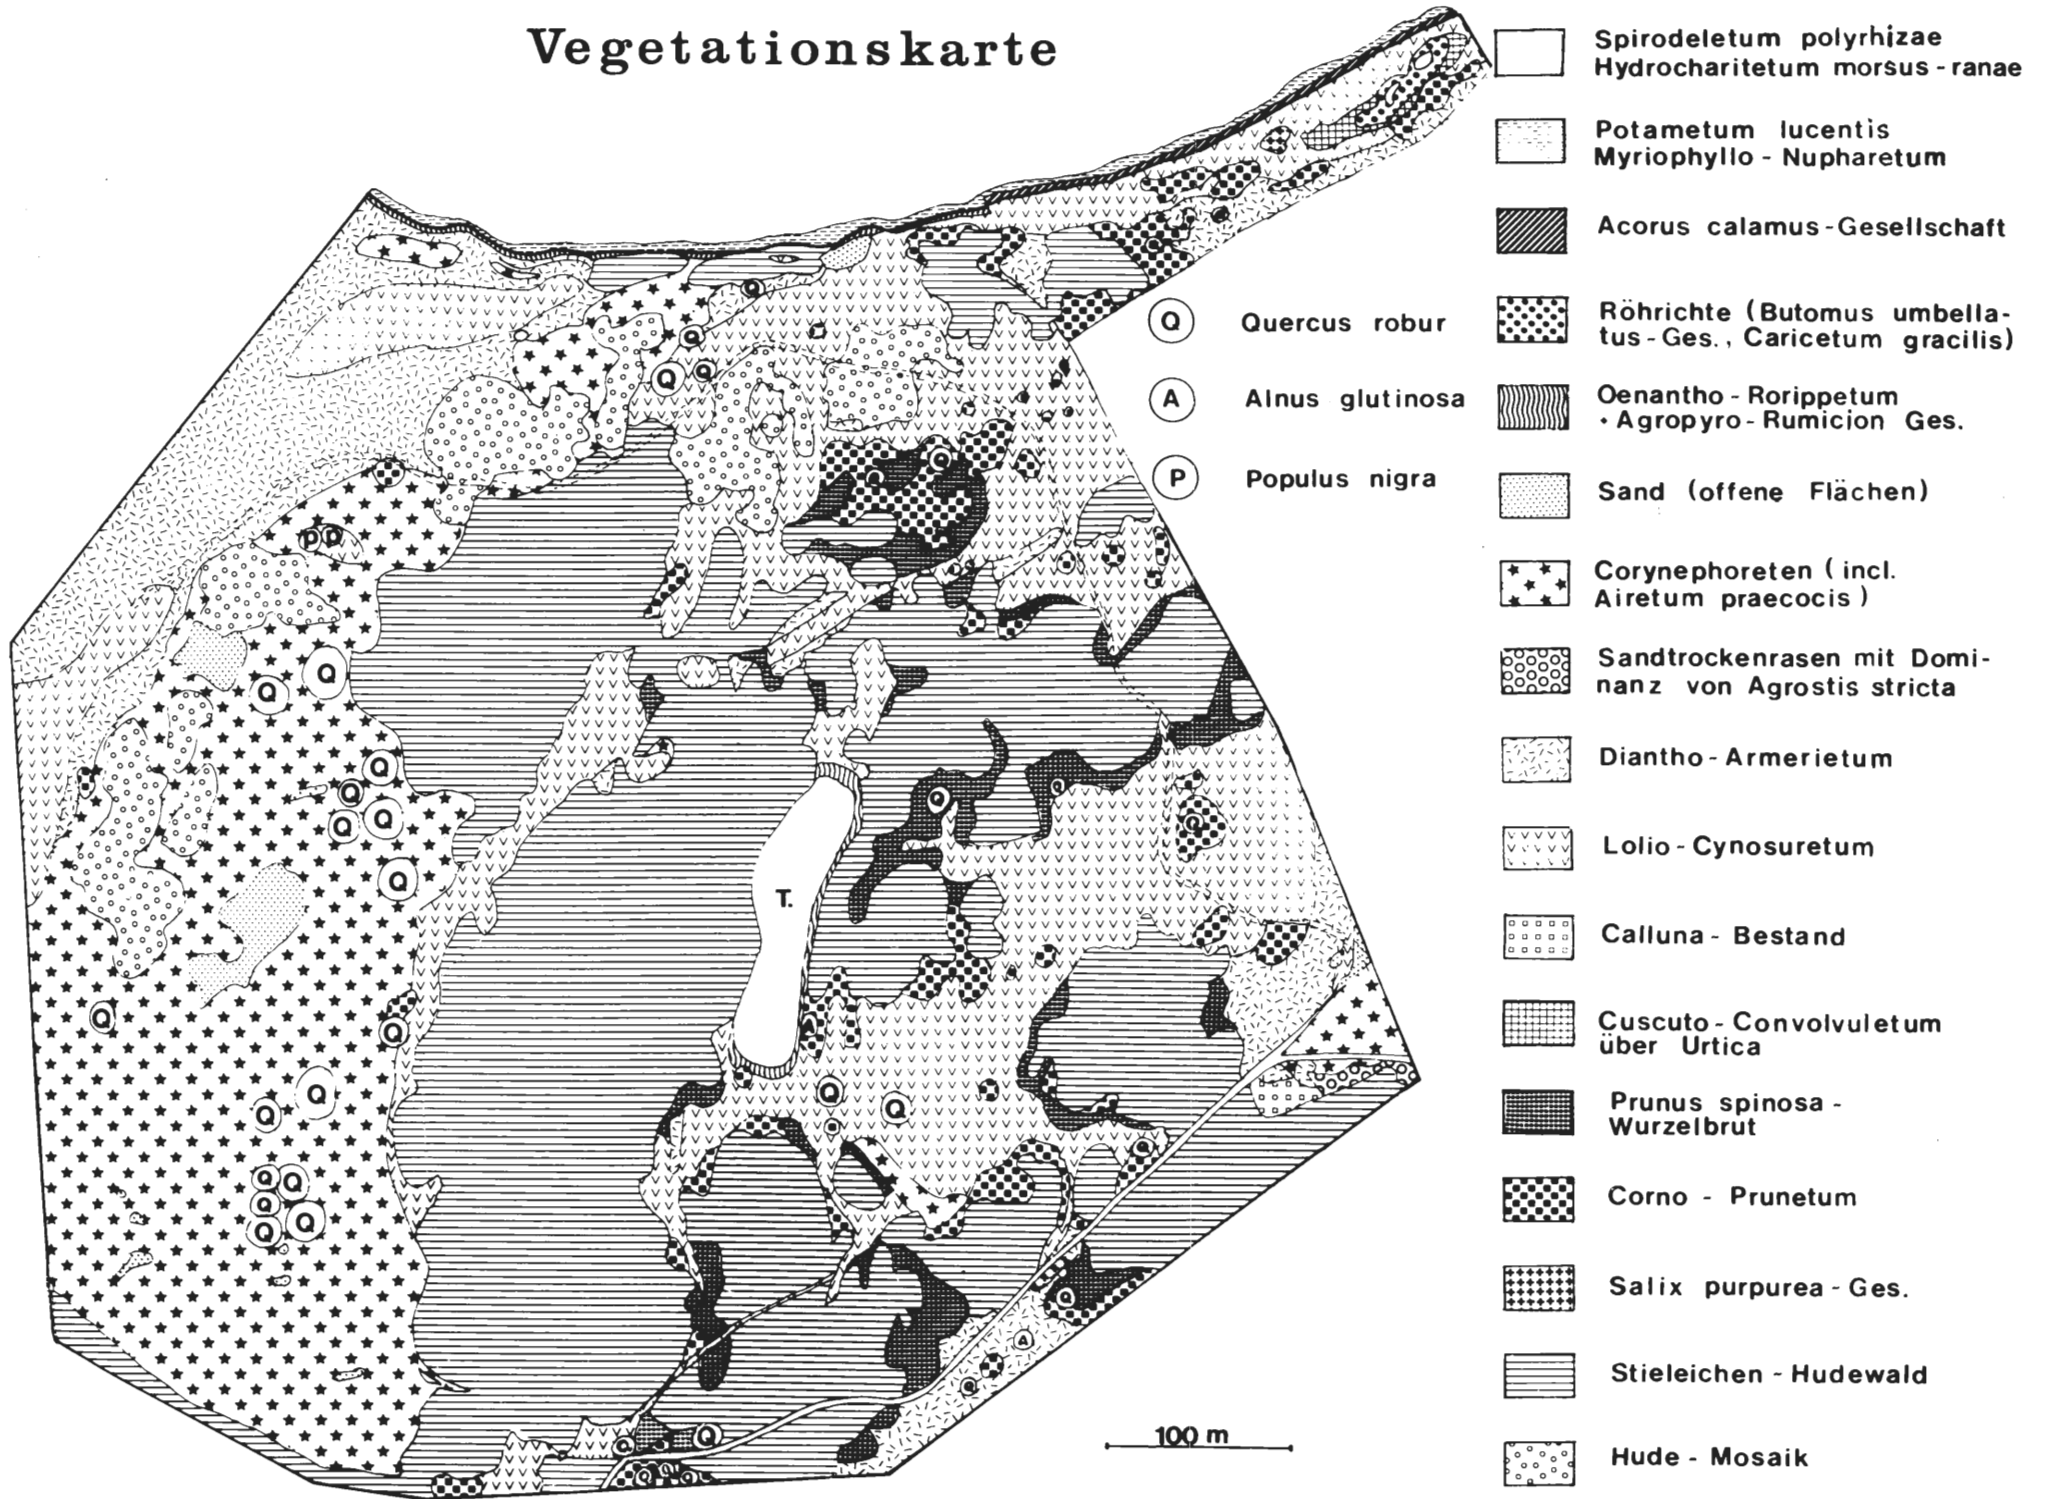 Vegetationskarte
Spirodeletum polyrhizae
Hydrocharitetum morsus-ranae
Potametum lucentis
Myriophyllo-Nupharetum
Acorus calamus-Gesellschaft
Röhrichte (Butomus umbella-
tus-Ges., Caricetum gracilis)
Oenantho-Rorippetum
• Agropyro-Rumicion Ges.
Sand (offene Flächen)
Corynephoreten (incl.
Airetum praecocis)
Sandtrockenrasen mit Domi-
nanz von Agrostis stricta
Diantho-Armerietum
Lolio-Cynosuretum
Calluna-Bestand
Cuscuto-Convolvuletum
über Urtica
Prunus spinosa-
Wurzelbrut
Corno-Prunetum
Salix purpurea-Ges.
Stieleichen-Hudewald
Hude-Mosaik
Q Quercus robur
A Alnus glutinosa
P Populus nigra
Q
Q
Q
Q
Q
Q
P P
Q
Q
Q
Q
Q
Q
Q
Q
Q
Q
Q
T.
Q
Q
Q
A
Q
Q
Q
Q
Q
Q
Q
Q
Q
Q
Q
Q
A
Q
Q
Q
100 m